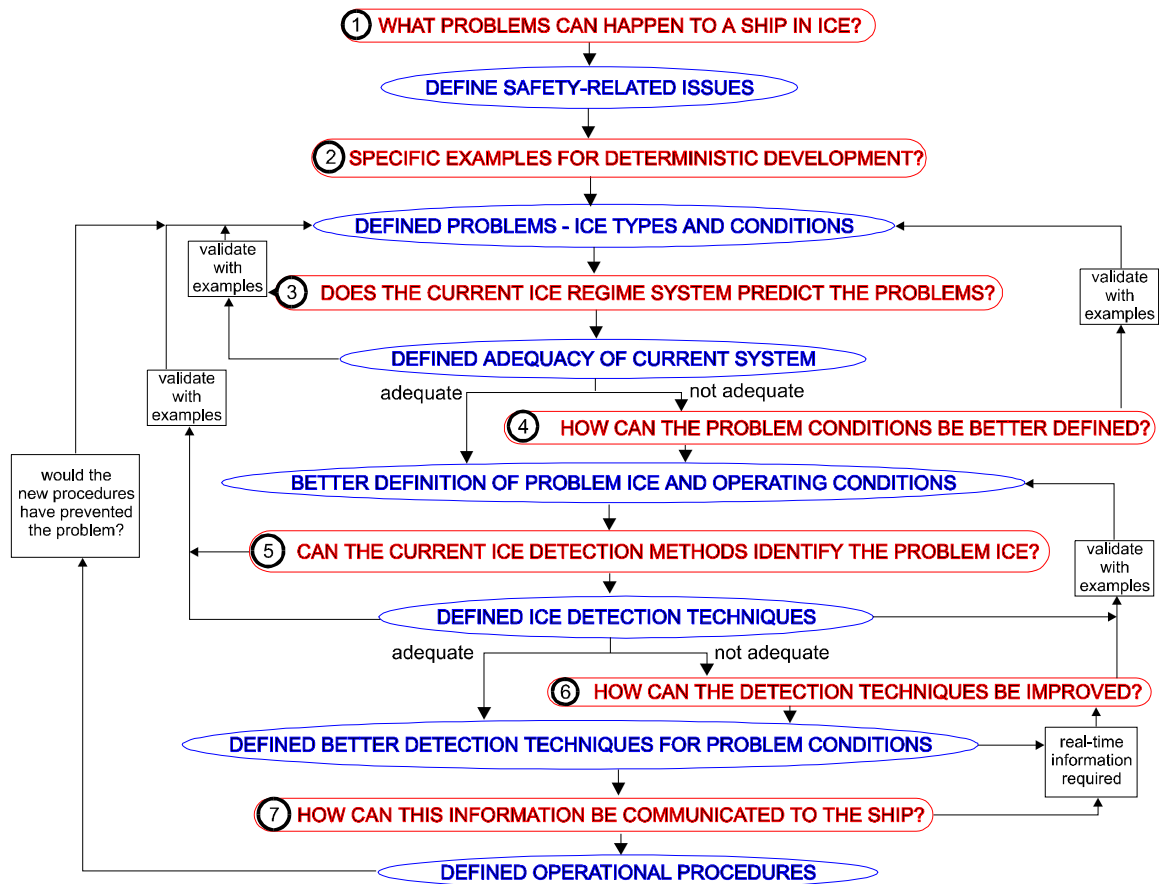 1 WHAT PROBLEMS CAN HAPPEN TO A SHIP IN ICE?
DEFINE SAFETY-RELATED ISSUES
2 SPECIFIC EXAMPLES FOR DETERMINISTIC DEVELOPMENT?
DEFINED PROBLEMS - ICE TYPES AND CONDITIONS
validate
with
examples
3 DOES THE CURRENT ICE REGIME SYSTEM PREDICT THE PROBLEMS?
validate
with
examples
DEFINED ADEQUACY OF CURRENT SYSTEM
validate
with
examples
adequate
not adequate
4 HOW CAN THE PROBLEM CONDITIONS BE BETTER DEFINED?
would the
new procedures
have prevented
the problem?
BETTER DEFINITION OF PROBLEM ICE AND OPERATING CONDITIONS
5 CAN THE CURRENT ICE DETECTION METHODS IDENTIFY THE PROBLEM ICE?
validate
with
examples
DEFINED ICE DETECTION TECHNIQUES
adequate
not adequate
6 HOW CAN THE DETECTION TECHNIQUES BE IMPROVED?
DEFINED BETTER DETECTION TECHNIQUES FOR PROBLEM CONDITIONS
real-time
information
required
7 HOW CAN THIS INFORMATION BE COMMUNICATED TO THE SHIP?
DEFINED OPERATIONAL PROCEDURES